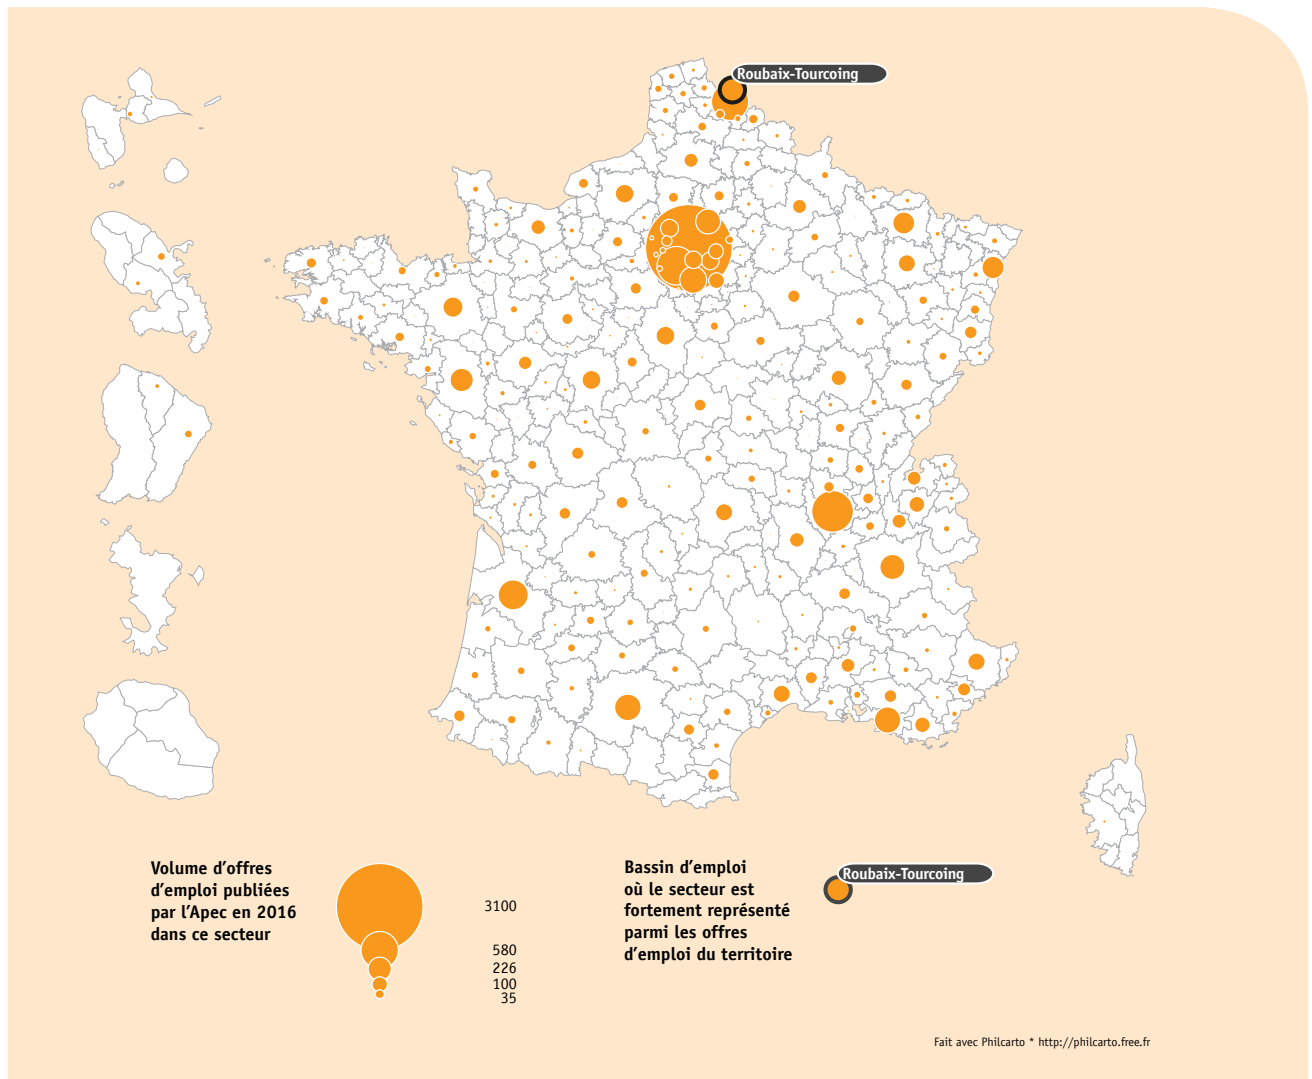 Roubaix-Tourcoing
Volume d’offres
d’emploi publiées
par l’Apec en 2016
dans ce secteur
3100
580
226
100
35
Bassin d’emploi
où le secteur est
fortement représenté
parmi les offres
d’emploi du territoire
Roubaix-Tourcoing
Fait avec Philcarto * http://philcarto.free.fr